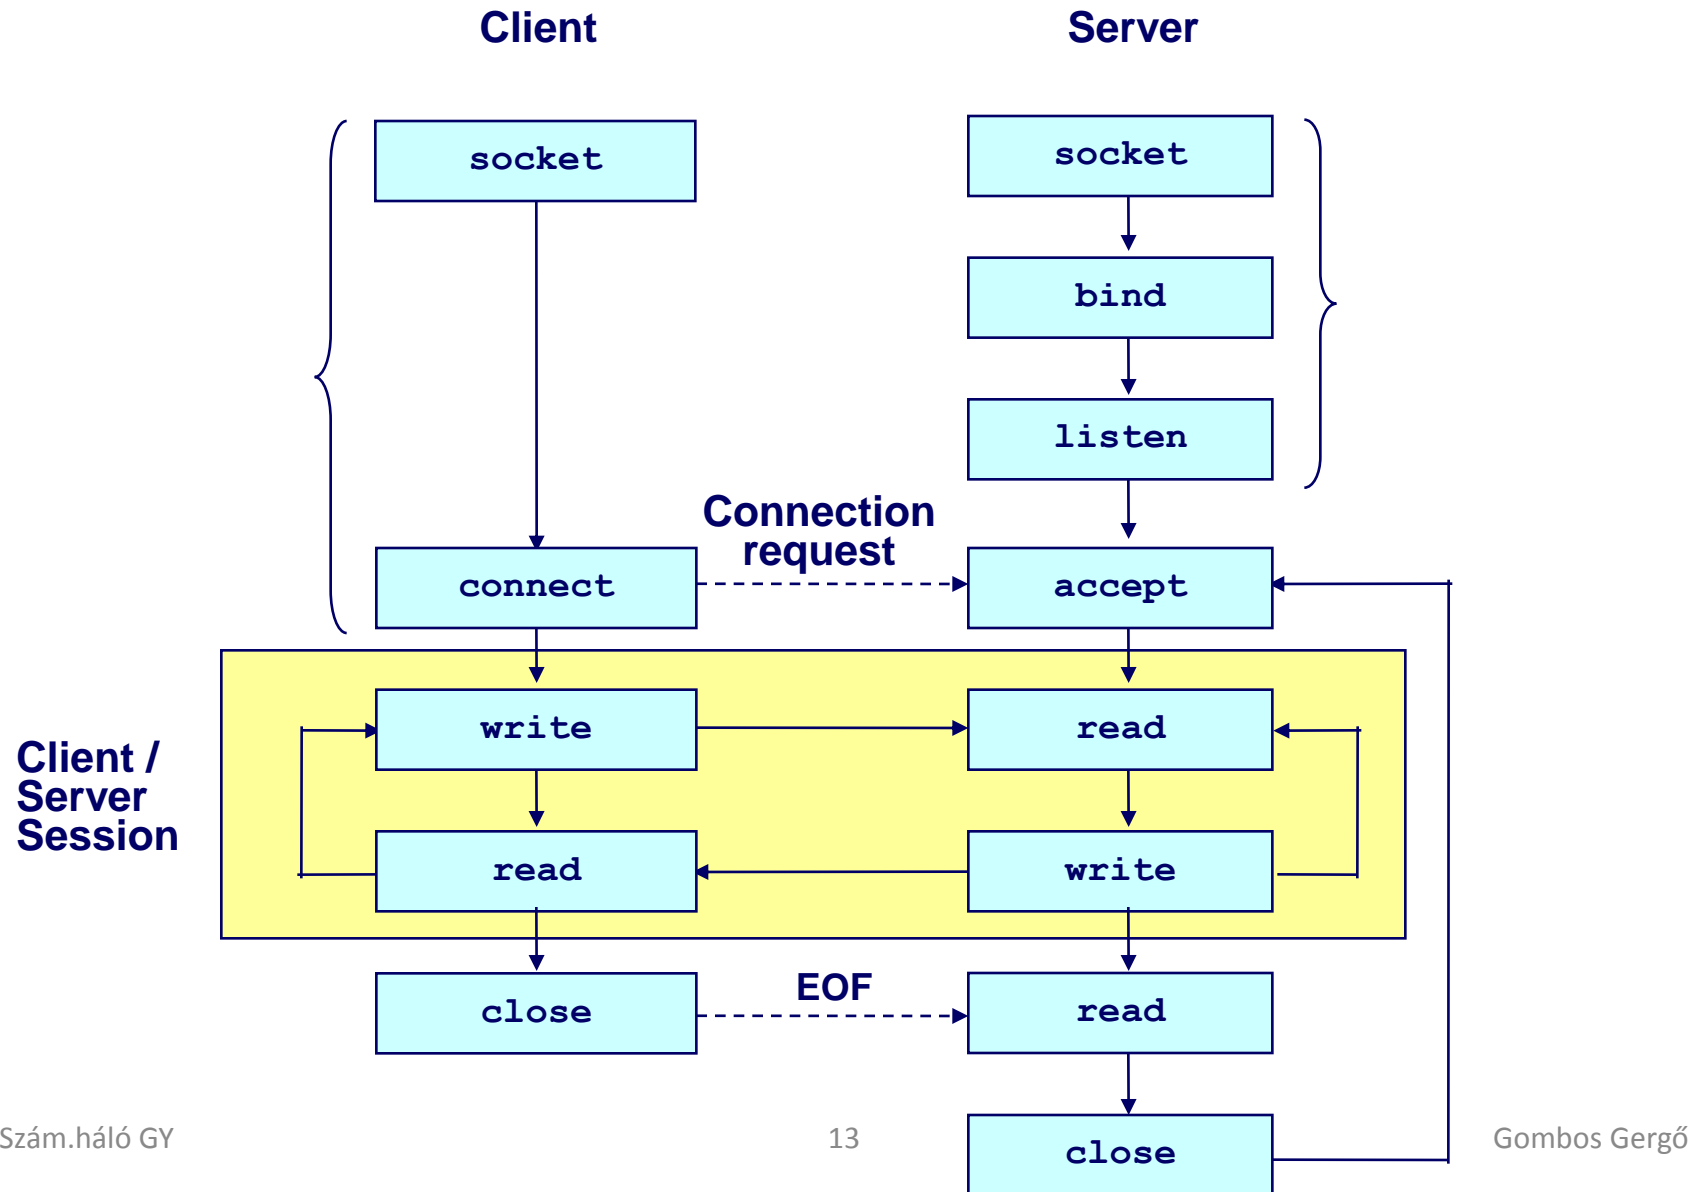 Client
Server
socket
socket
bind
listen
Connection
request
connect
accept
write
read
Client /
Server
Session
read
write
EOF
close
read
close
Szám.háló GY
13
Gombos Gergő